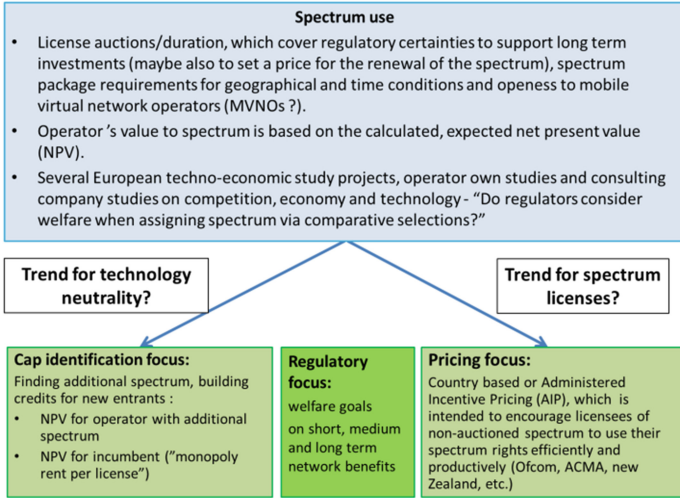 Spectrum use
• License auctions/duration, which cover regulatory certainties to support long term
investments (maybe also to set a price for the renewal of the spectrum), spectrum
package requirements for geographical and time conditions and openess to mobile
virtual network operators (MVNOs ?).
• Operator's value to spectrum is based on the calculated, expected net present value
(NPV).
• Several European techno-economic study projects, operator own studies and consulting
company studies on competition, economy and technology - “Do regulators consider
welfare when assigning spectrum via comparative selections?”
Trend for technology
neutrality?
Trend for spectrum
licenses?
Cap identification focus:
Finding additional spectrum, building
credits for new entrants :
• NPV for operator with additional
spectrum
• NPV for incumbent (”monopoly
rent per license”)
Regulatory
focus:
welfare goals
on short, medium
and long term
network benefits
Pricing focus:
Country based or Administered
Incentive Pricing (AIP), which is
intended to encourage licensees of
non-auctioned spectrum to use their
spectrum rights efficiently and
productively (Ofcom, ACMA, new
Zealand, etc.)